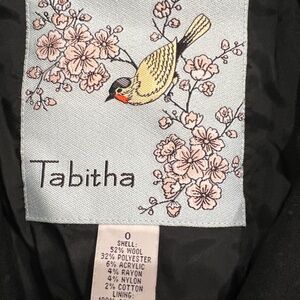 Tabitha
0
SHELL:
52% WOOL
32% POLYESTER
6% ACRYLIC
4% RAYON
4% NYLON
2% COTTON
LINING: